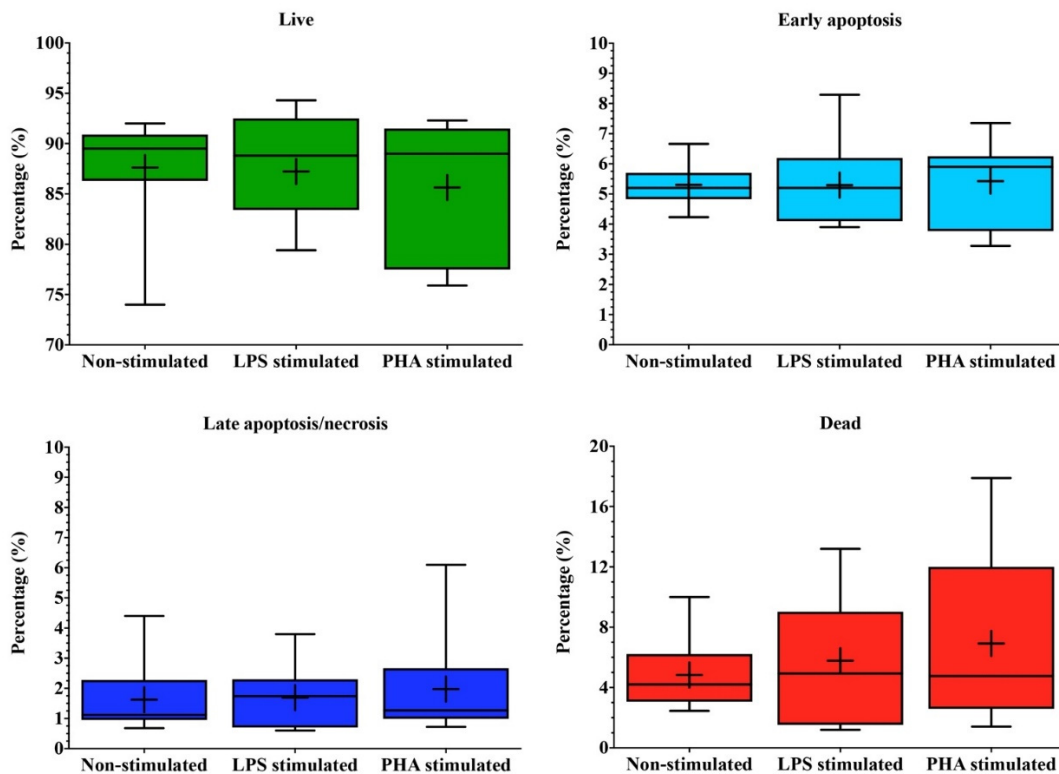 Live
Percentage (%)
100
95
90
85
80
75
70
Non-stimulated LPS stimulated PHA stimulated
Early apoptosis
Percentage (%)
10
9
8
7
6
5
4
3
2
1
0
Non-stimulated LPS stimulated PHA stimulated
Late apoptosis/necrosis
Percentage (%)
10
9
8
7
6
5
4
3
2
1
0
Non-stimulated LPS stimulated PHA stimulated
Dead
Percentage (%)
20
16
12
8
4
0
Non-stimulated LPS stimulated PHA stimulated